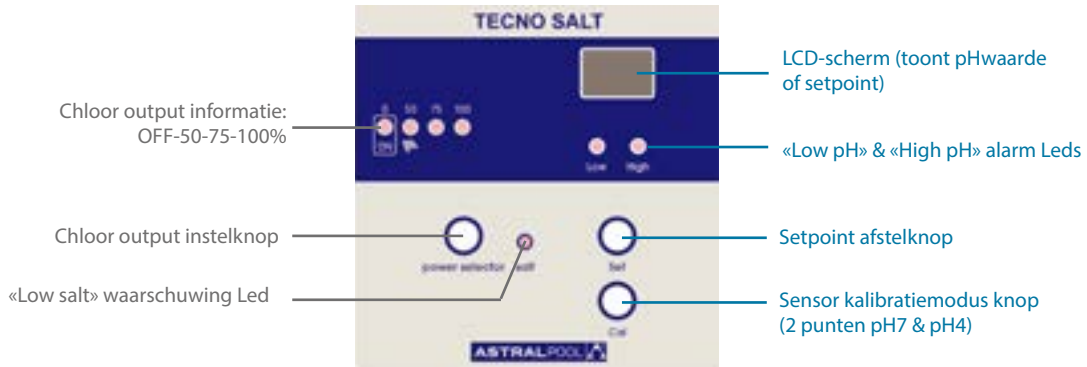 TECNO SALT
LCD-scherm (toont pHwaarde
of setpoint)
Chloor output informatie:
OFF-50-75-100%
0 50 75 100
ON
Low High
«Low pH» & «High pH» alarm Leds
Chloor output instelknop
power selector salt
Set
Setpoint afstelknop
«Low salt» waarschuwing Led
Sensor kalibratiemodus knop
(2 punten pH7 & pH4)
Cal
ASTRALPOOL